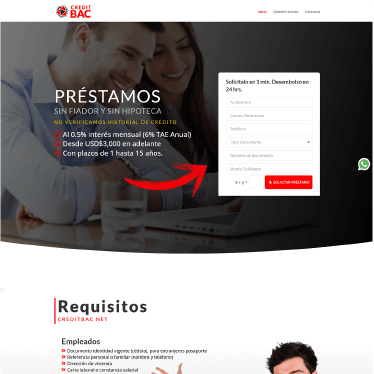 CREDIT
BAC
Inicio
Quienes somos
Contacto
PRÉSTAMOS
SIN FIADOR Y SIN HIPOTECA
NO VERIFICAMOS HISTORIAL DE CRÉDITO
Al 0.5% interés mensual (6% TAE Anual)
Desde USD$3,000 en adelante
Con plazos de 1 hasta 15 años.
Solicítalo en 1 min. Desembolso en
24 hrs.
Tu Nombre
Correo Electrónico
Teléfono
Tipo Documento
Número de documento
Monto Solicitado
SOLICITAR PRÉSTAMO
Requisitos
CREDITBAC NET
Empleados
Documento identidad vigente (cédula), para extranjeros pasaporte
Referencia personal o familiar (nombre y teléfono)
Dirección de vivienda
Carta laboral o constancia salarial